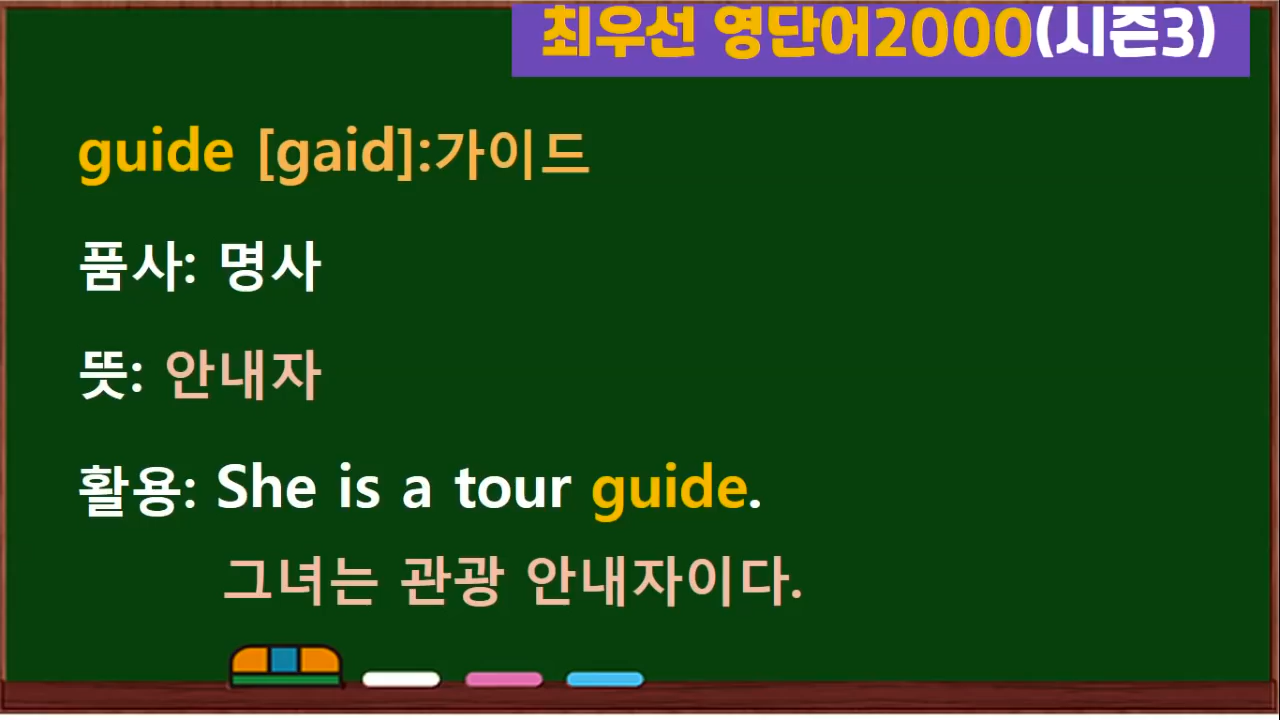 최우선 영단어2000(시즌3)
guide [gaid]:가이드
품사: 명사
뜻: 안내자
활용: She is a tour guide.
그녀는 관광 안내자이다.